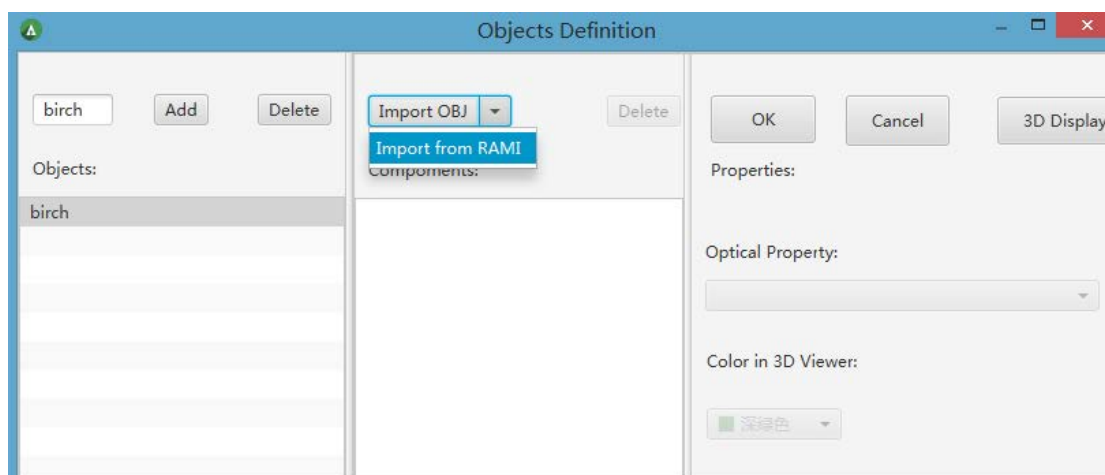 Objects Definition
birch
Add
Delete
Objects:
birch
Import OBJ
Delete
Import from RAMI
Compoments:
OK
Cancel
3D Display
Properties:
Optical Property:
Color in 3D Viewer:
深绿色